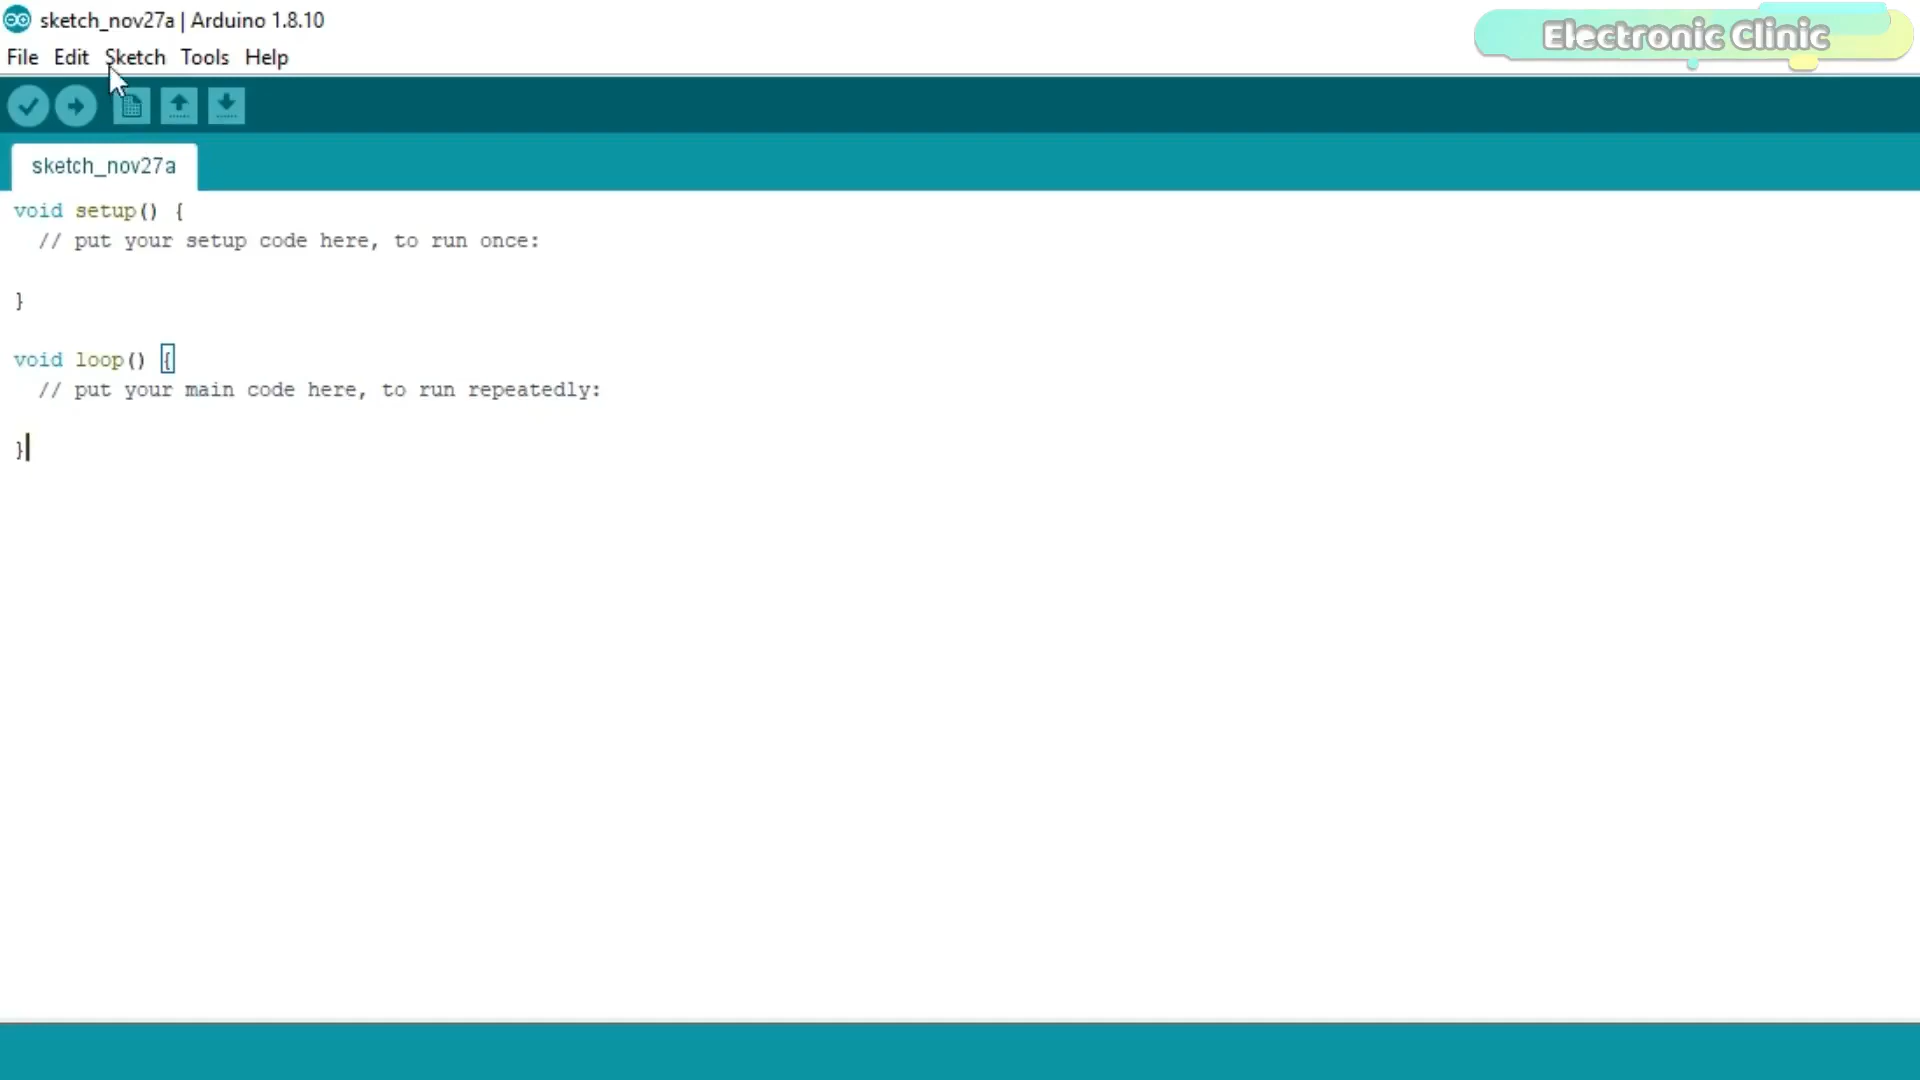 sketch_nov27a | Arduino 1.8.10
Electronic Clinic
File Edit Sketch Tools Help
sketch_nov27a
void setup() {
  // put your setup code here, to run once:
}
void loop() {
  // put your main code here, to run repeatedly:
}